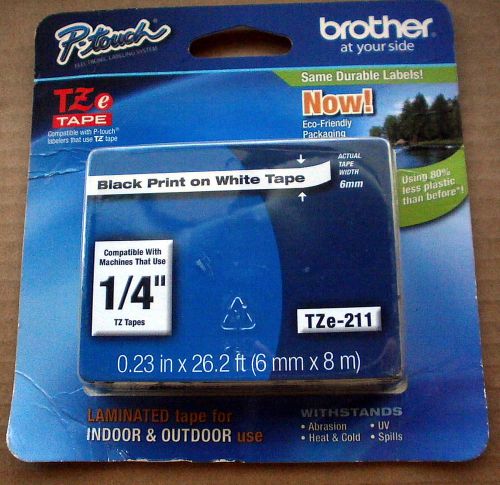 P-touch
ELECTRONIC LABELING SYSTEM
brother
at your side
TZe
TAPE
Compatible with P-touch®
labelers that use TZ tape
Same Durable Labels!
Now!
Eco-Friendly
Packaging
Using 80%
less plastic
than before*!
Black Print on White Tape
ACTUAL
TAPE
WIDTH
6mm
Compatible With
Machines That Use
1/4"
TZ Tapes
TZe-211
0.23 in x 26.2 ft (6 mm x 8 m)
LAMINATED tape for
INDOOR & OUTDOOR use
WITHSTANDS
• Abrasion • UV
• Heat & Cold • Spills